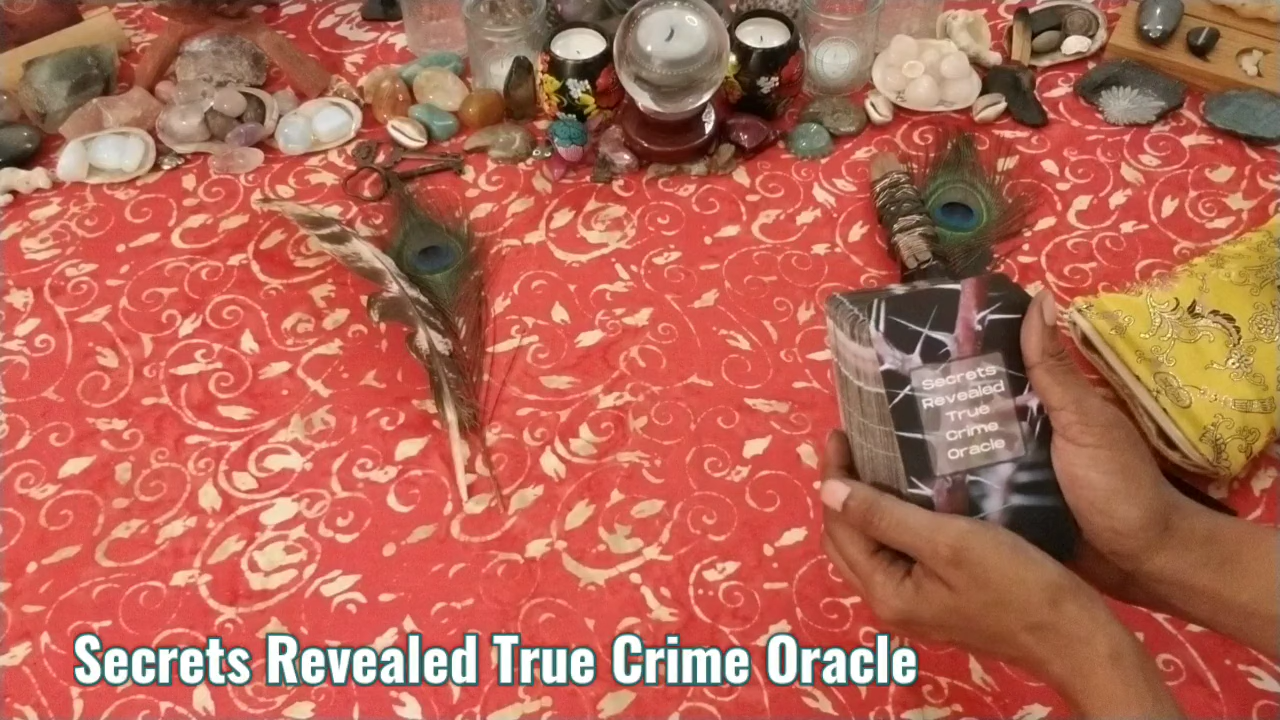 Secrets
Revealed
True
Crime
Oracle
Secrets Revealed True Crime Oracle